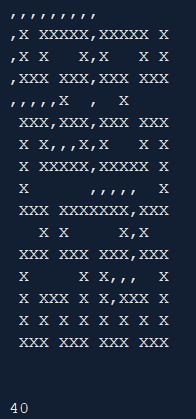 ,,,,,,,,,
,x xxxxx,xxxxx x
,x x   x,x   x x
,xxx xxx,xxx xxx
,,,,,x  ,  x
 xxx,xxx,xxx xxx
 x x,,,x,x   x x
 x xxxxx,xxxxx x
 x      ,,,,,  x
 xxx xxxxxxx,xxx
   x x     x,x
 xxx xxx xxx,xxx
 x     x x,,,  x
 x xxx x x,xxx x
 x x x x x x x x
 xxx xxx xxx xxx
40